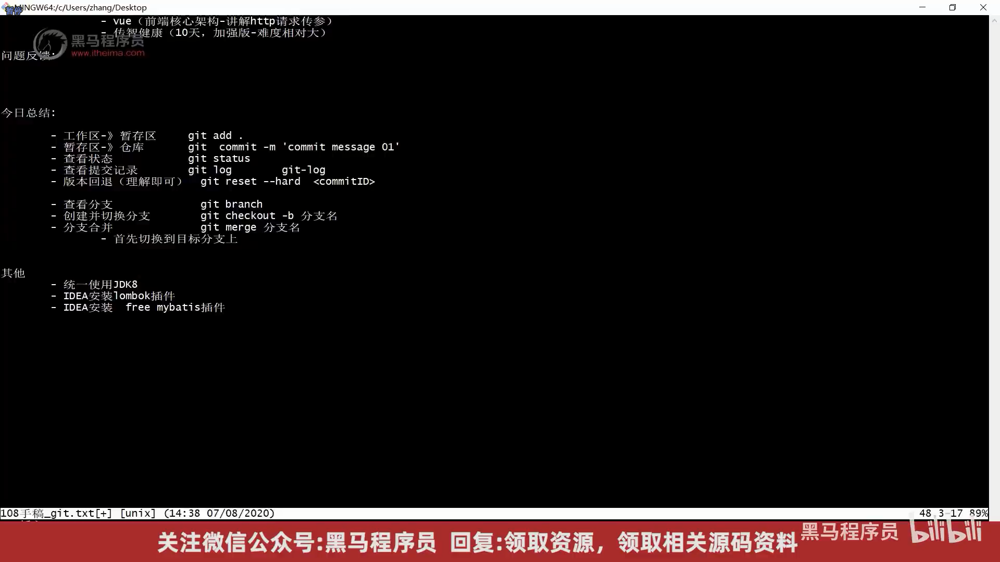 MINGW64:/c/Users/zhang/Desktop
暂停
- vue（前端核心架构-讲解http请求传参）
- 传智健康（10天，加强版-难度相对大）
黑马程序员
www.itheima.com
问题反馈:
今日总结:
- 工作区-》暂存区 git add .
- 暂存区-》仓库 git commit -m 'commit message 01'
- 查看状态 git status
- 查看提交记录 git log git-log
- 版本回退（理解即可） git reset --hard <commitID>
- 查看分支 git branch
- 创建并切换分支 git checkout -b 分支名
- 分支合并 git merge 分支名
- 首先切换到目标分支上
其他
- 统一使用JDK8
- IDEA安装lombok插件
- IDEA安装 free mybatis插件
108手稿_git.txt[+] [unix] (14:38 07/08/2020) 48,3-17 89%
关注微信公众号:黑马程序员 回复:领取资源，领取相关源码资料
黑马程序员 bilibili